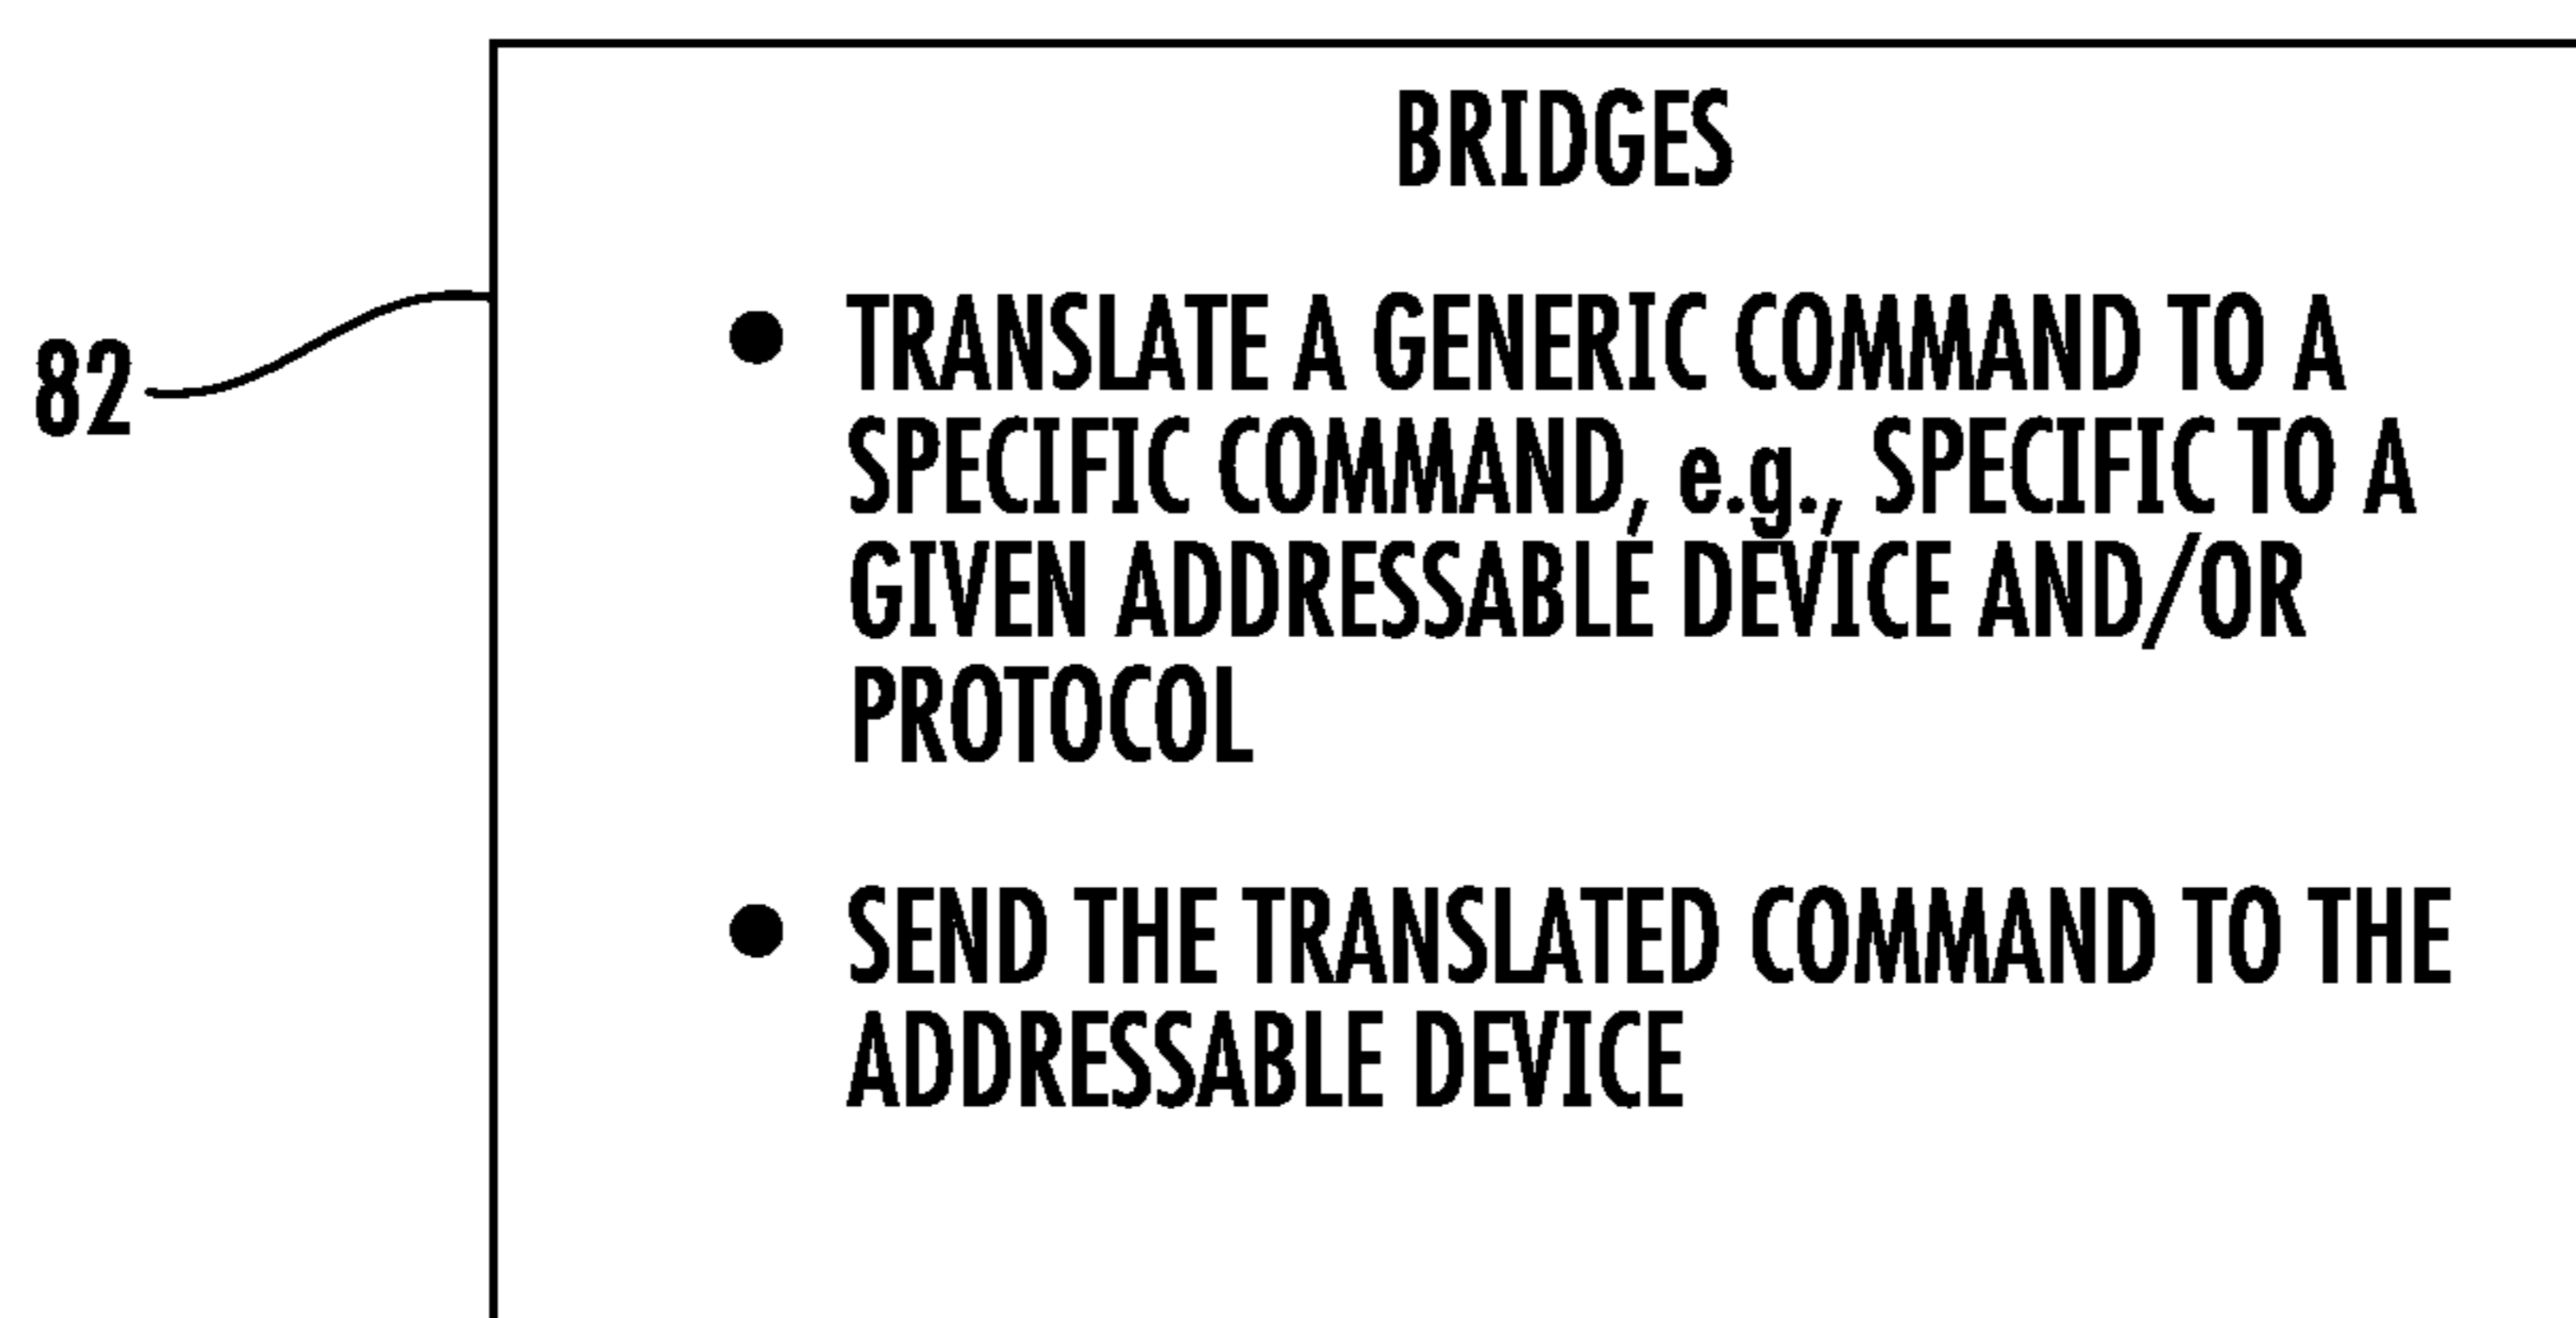 BRIDGES
82
● TRANSLATE A GENERIC COMMAND TO A
SPECIFIC COMMAND, e.g., SPECIFIC TO A
GIVEN ADDRESSABLE DEVICE AND/OR
PROTOCOL
● SEND THE TRANSLATED COMMAND TO THE
ADDRESSABLE DEVICE